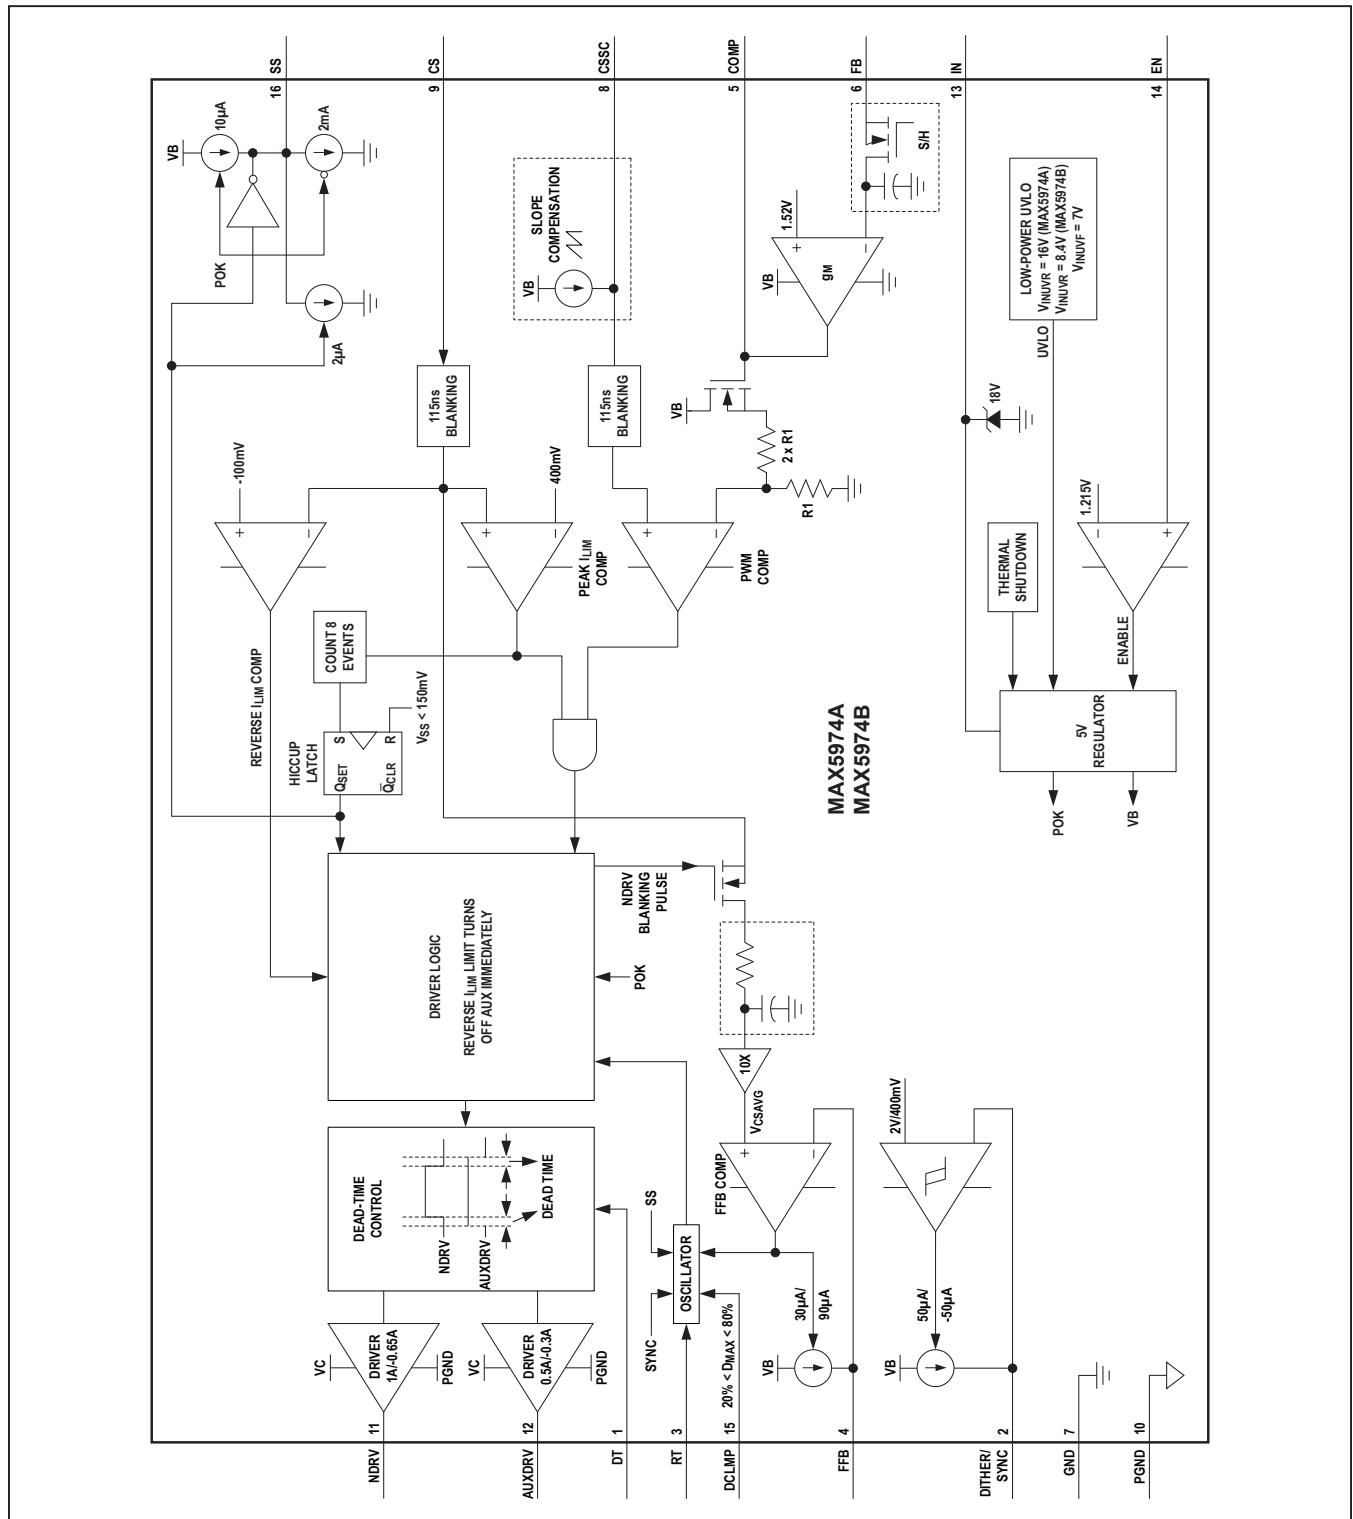 NDRV
11
AUXDRV
12
DT
1
RT
3
DCLMP
15
FFB
4
DITHER/
SYNC
2
GND
7
PGND
10
VC
DRIVER
1A/-0.65A
PGND
VC
DRIVER
0.5A/-0.3A
PGND
SYNC
20% < DMAX < 80%
VB
VB
DEAD-TIME
CONTROL
NDRV
AUXDRV
DEAD TIME
SS
OSCILLATOR
30µA/
90µA
50µA/
-50µA
FFB COMP
+
−
VCSAVG
10X
2V/400mV
DRIVER LOGIC
REVERSE ILIM LIMIT TURNS
OFF AUX IMMEDIATELY
POK
NDRV
BLANKING
PULSE
HICCUP
LATCH
QSET
Q̅CLR
S
R
VSS < 150mV
COUNT 8
EVENTS
REVERSE ILIM COMP
MAX5974A
MAX5974B
POK
VB
5V
REGULATOR
ENABLE
THERMAL
SHUTDOWN
-100mV
+
−
+
−
400mV
PEAK ILIM
COMP
+
−
PWM
COMP
R1
2 x R1
VB
1.215V
−
+
18V
115ns
BLANKING
115ns
BLANKING
2µA
POK
VB
10µA
2mA
VB
SLOPE
COMPENSATION
VB
1.52V
+
−
gM
S/H
UVLO
LOW-POWER UVLO
VINUVR = 16V (MAX5974A)
VINUVR = 8.4V (MAX5974B)
VINUVF = 7V
16
SS
9
CS
8
CSSC
5
COMP
6
FB
13
IN
14
EN